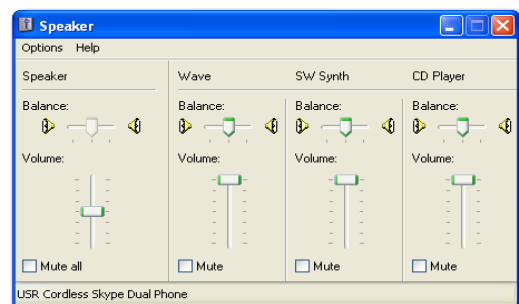 Speaker
Options Help
Speaker Wave SW Synth CD Player
Balance: Balance: Balance: Balance:
Volume: Volume: Volume: Volume:
Mute all Mute Mute Mute
USR Cordless Skype Dual Phone